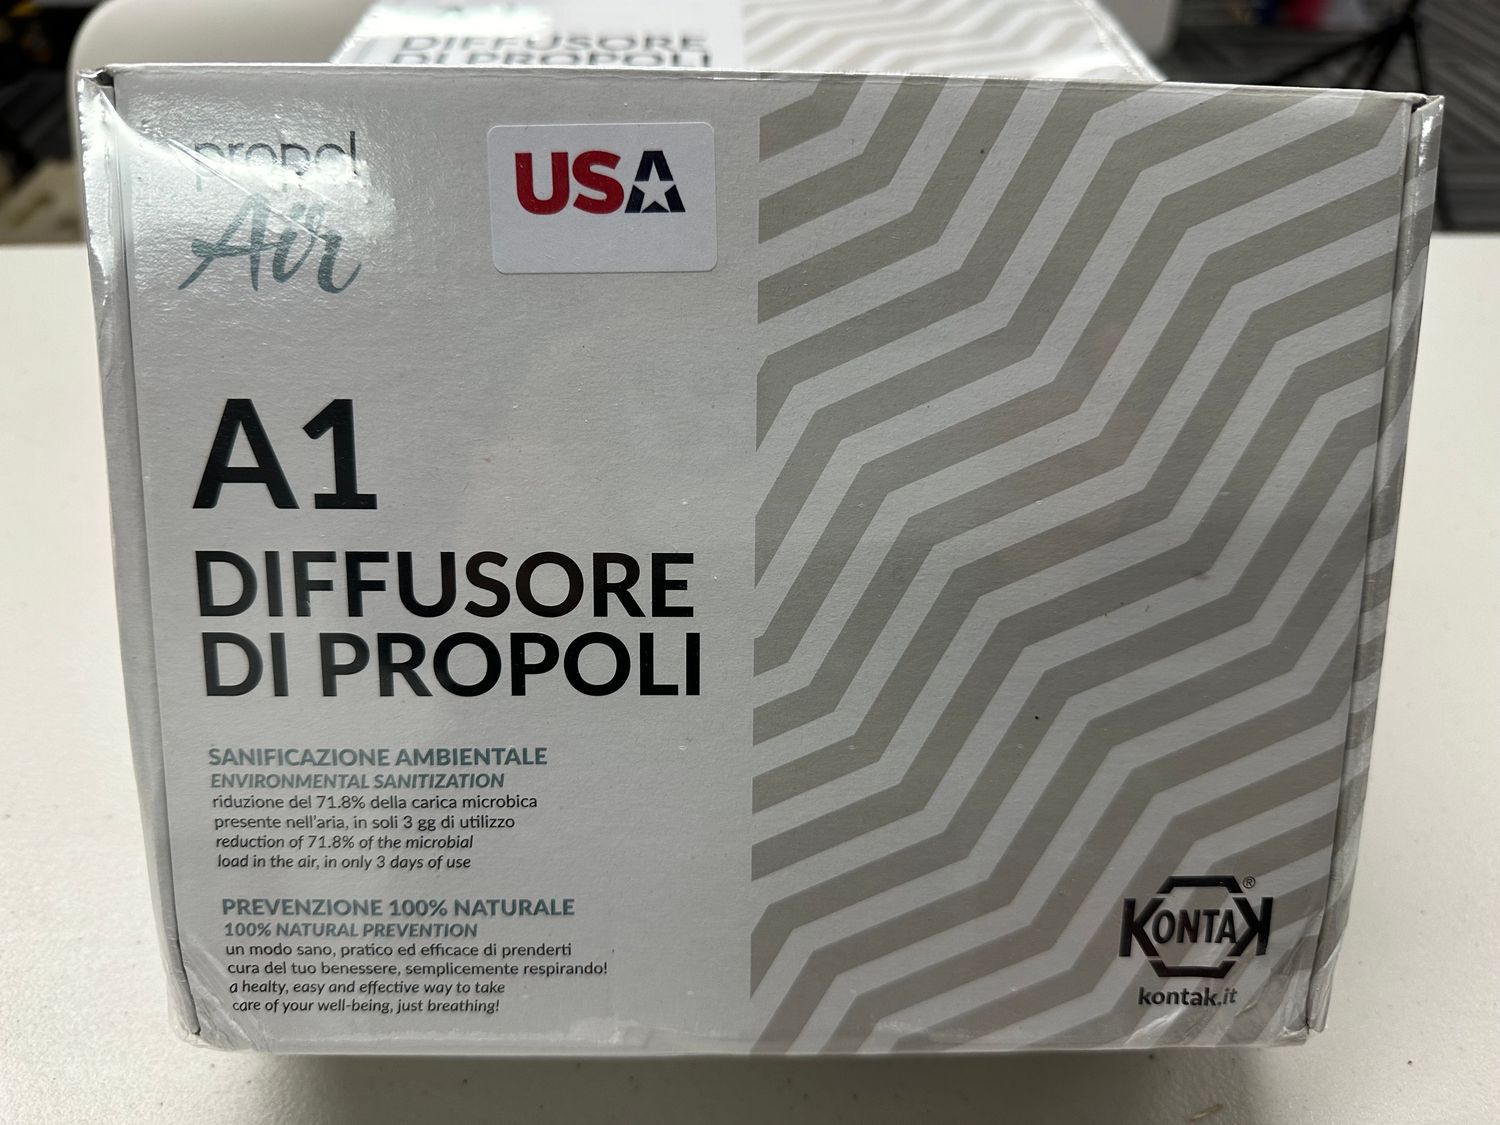 DIFFUSORE
DI PROPOLI
propol
Air
USA
A1
DIFFUSORE
DI PROPOLI
SANIFICAZIONE AMBIENTALE
ENVIRONMENTAL SANITIZATION
riduzione del 71.8% della carica microbica
presente nell'aria, in soli 3 gg di utilizzo
reduction of 71.8% of the microbial
load in the air, in only 3 days of use
PREVENZIONE 100% NATURALE
100% NATURAL PREVENTION
un modo sano, pratico ed efficace di prenderti
cura del tuo benessere, semplicemente respirando!
a healty, easy and effective way to take
care of your well-being, just breathing!
KONTAK®
kontak.it